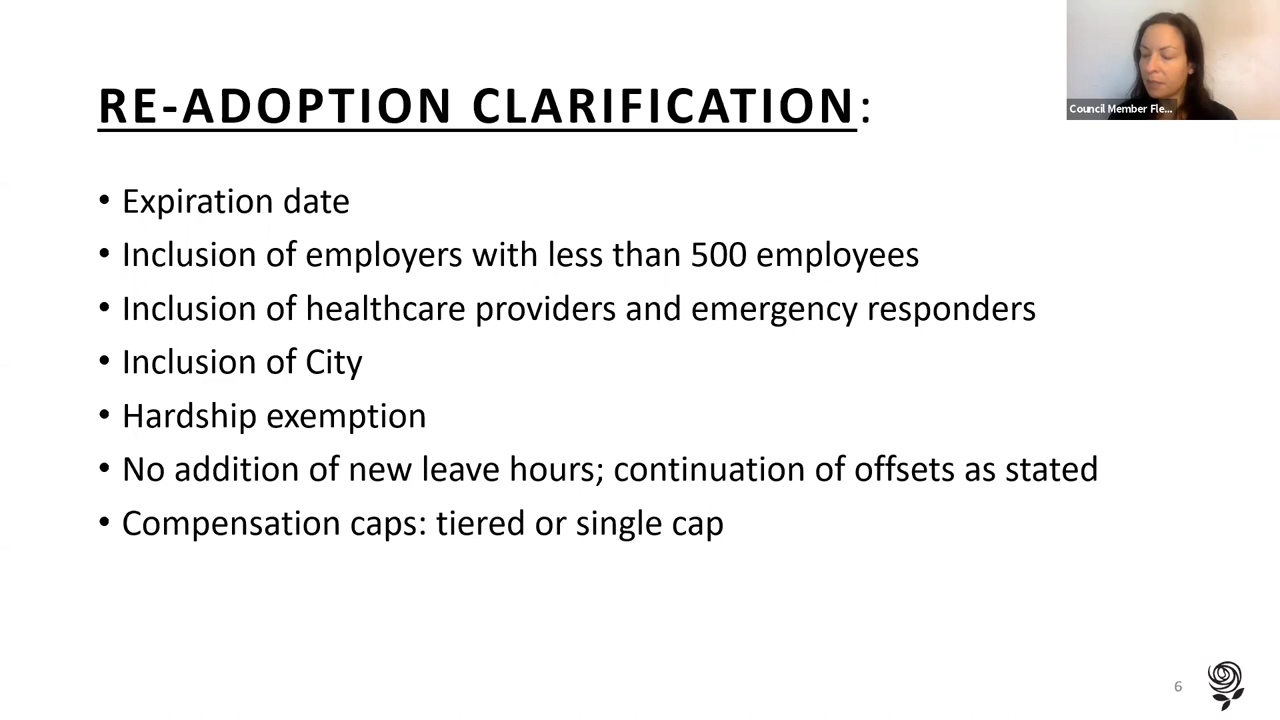 RE-ADOPTION CLARIFICATION:
Council Member Fle...
• Expiration date
• Inclusion of employers with less than 500 employees
• Inclusion of healthcare providers and emergency responders
• Inclusion of City
• Hardship exemption
• No addition of new leave hours; continuation of offsets as stated
• Compensation caps: tiered or single cap
6